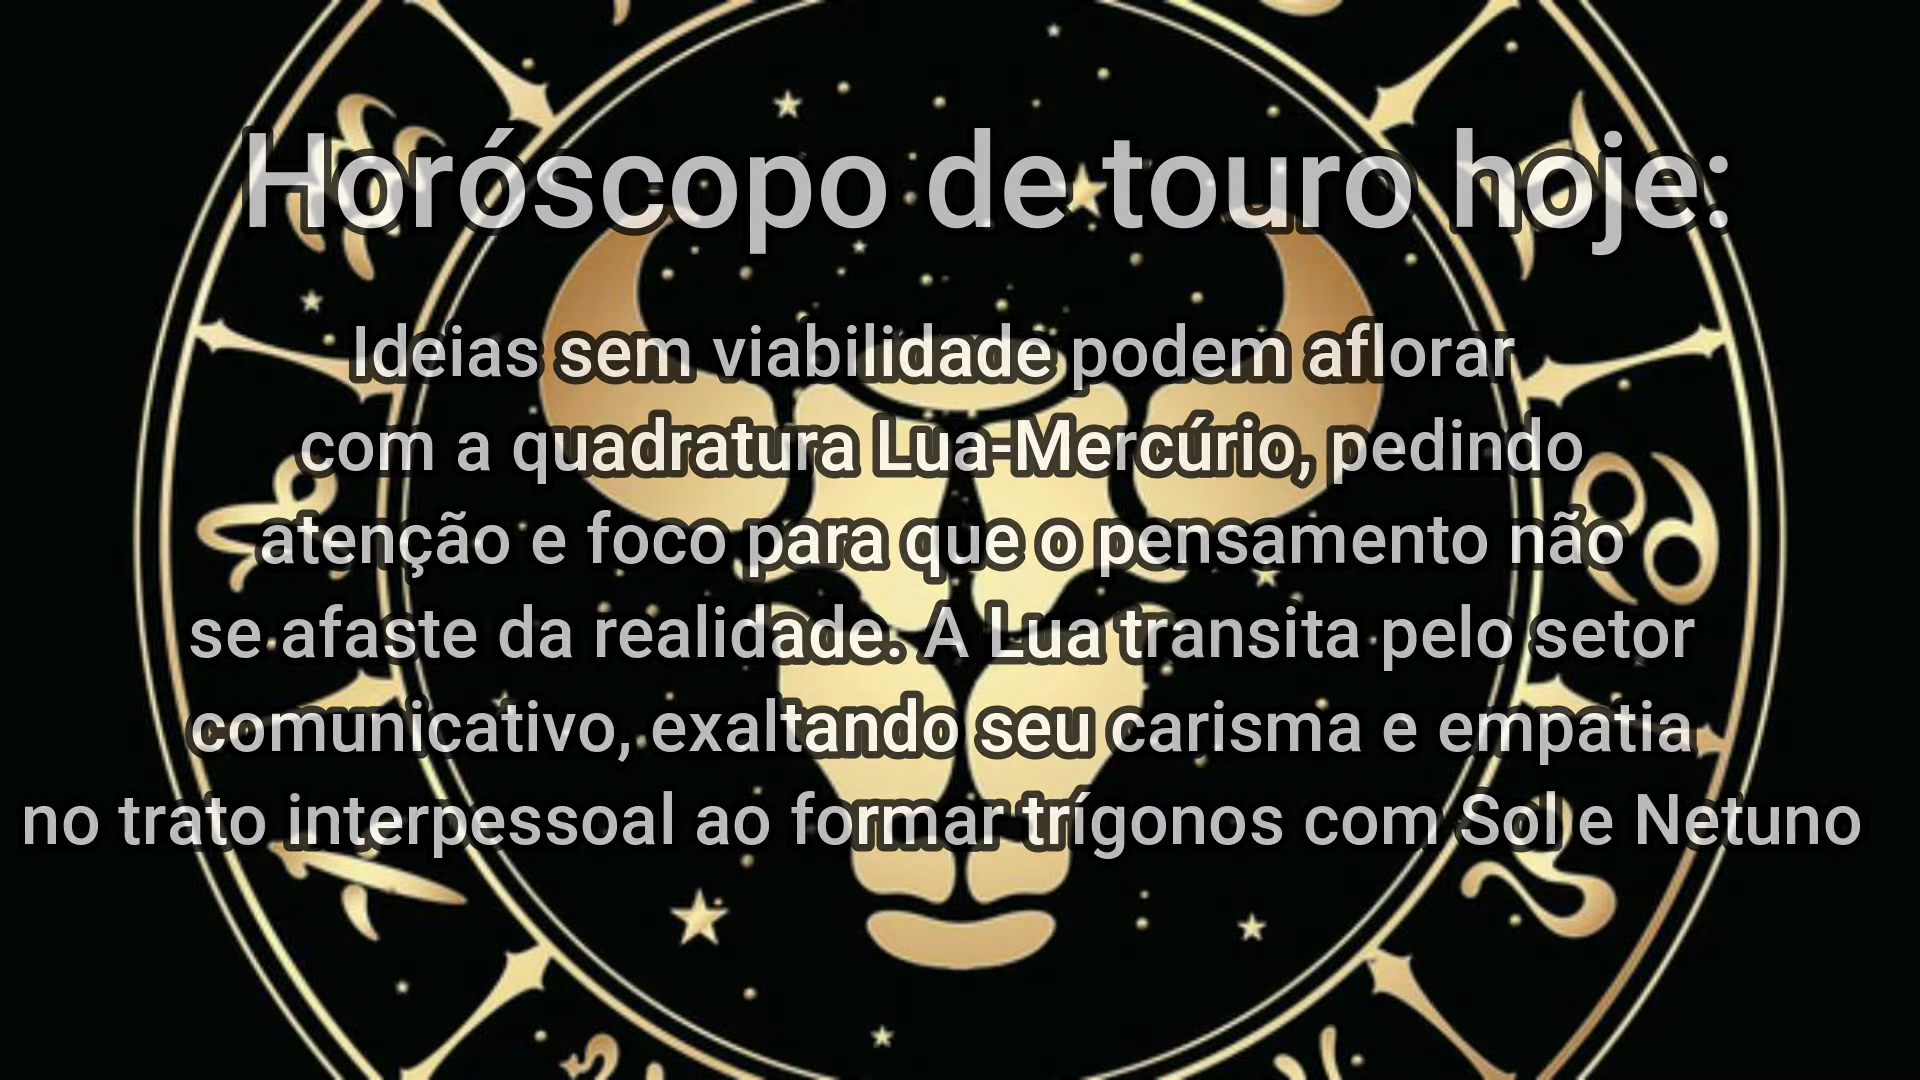 Horóscopo de touro hoje:
Ideias sem viabilidade podem aflorar
com a quadratura Lua-Mercúrio, pedindo
atenção e foco para que o pensamento não
se afaste da realidade. A Lua transita pelo setor
comunicativo, exaltando seu carisma e empatia
no trato interpessoal ao formar trígonos com Sol e Netuno